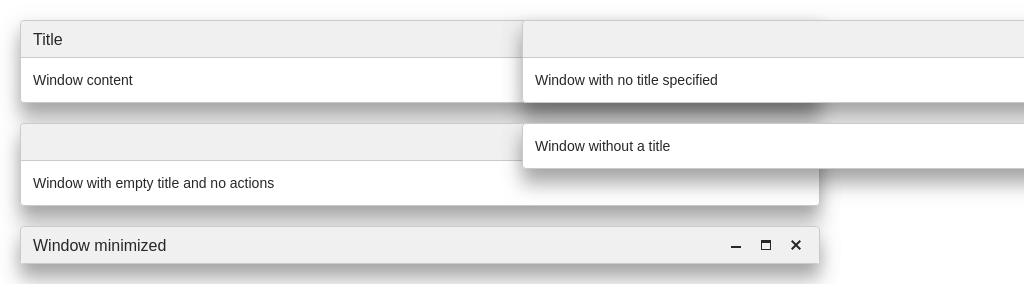 Title
Window content
Window with no title specified
Window without a title
Window with empty title and no actions
Window minimized